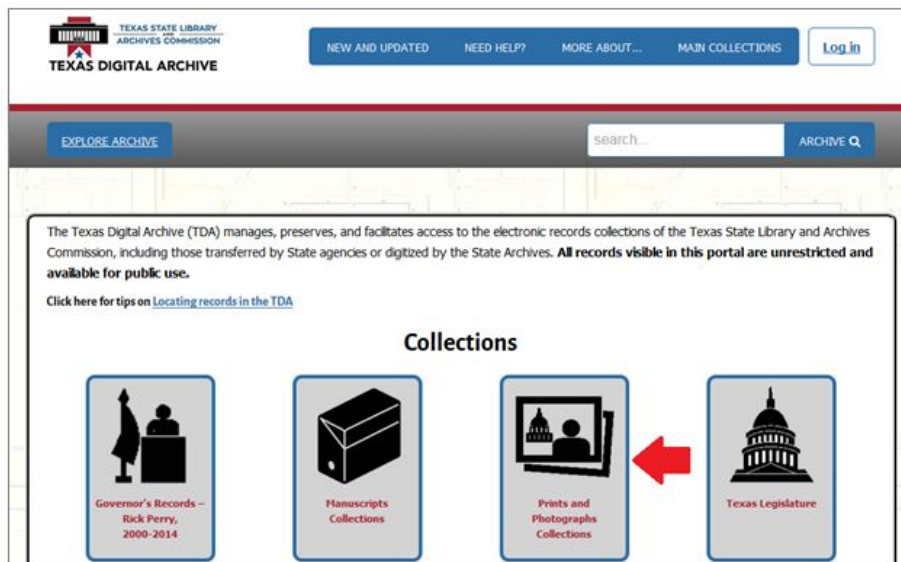 TEXAS STATE LIBRARY
AND
ARCHIVES COMMISSION
TEXAS DIGITAL ARCHIVE
NEW AND UPDATED
NEED HELP?
MORE ABOUT...
MAIN COLLECTIONS
Log in
EXPLORE ARCHIVE
search...
ARCHIVE
The Texas Digital Archive (TDA) manages, preserves, and facilitates access to the electronic records collections of the Texas State Library and Archives
Commission, including those transferred by State agencies or digitized by the State Archives. All records visible in this portal are unrestricted and
available for public use.
Click here for tips on Locating records in the TDA
Collections
Governor's Records –
Rick Perry,
2000-2014
Manuscripts
Collections
Prints and
Photographs
Collections
Texas Legislature